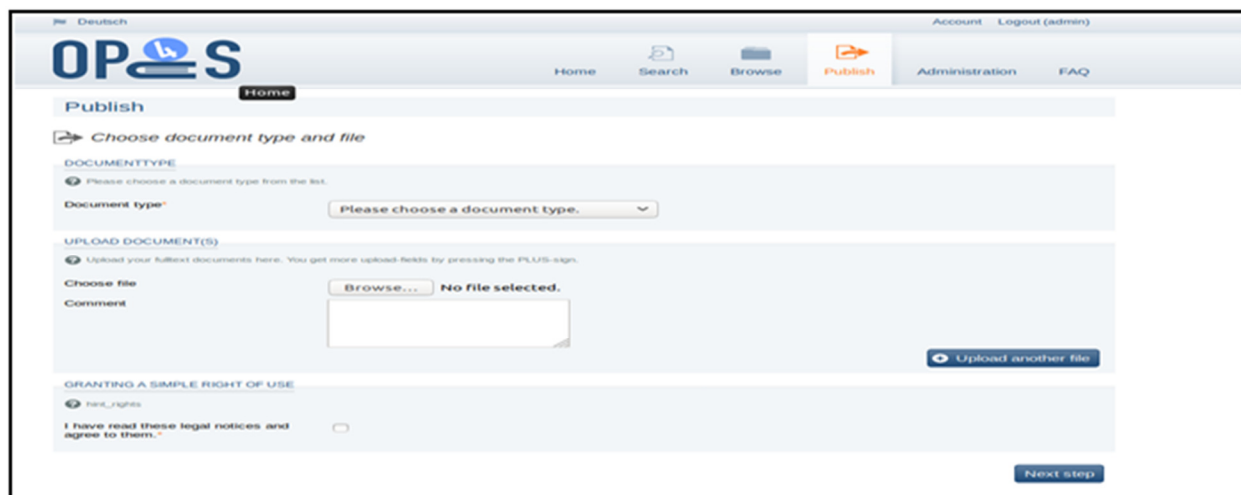 Deutsch
Account Logout (admin)
OPUS 4
Home Search Browse Publish Administration FAQ
Home
Publish
Choose document type and file
DOCUMENTTYPE
Please choose a document type from the list.
Document type*
Please choose a document type.
UPLOAD DOCUMENT(S)
Upload your fulltext documents here. You get more upload-fields by pressing the PLUS-sign.
Choose file
Browse... No file selected.
Comment
Upload another file
GRANTING A SIMPLE RIGHT OF USE
hint_rights
I have read these legal notices and
agree to them.*
Next step